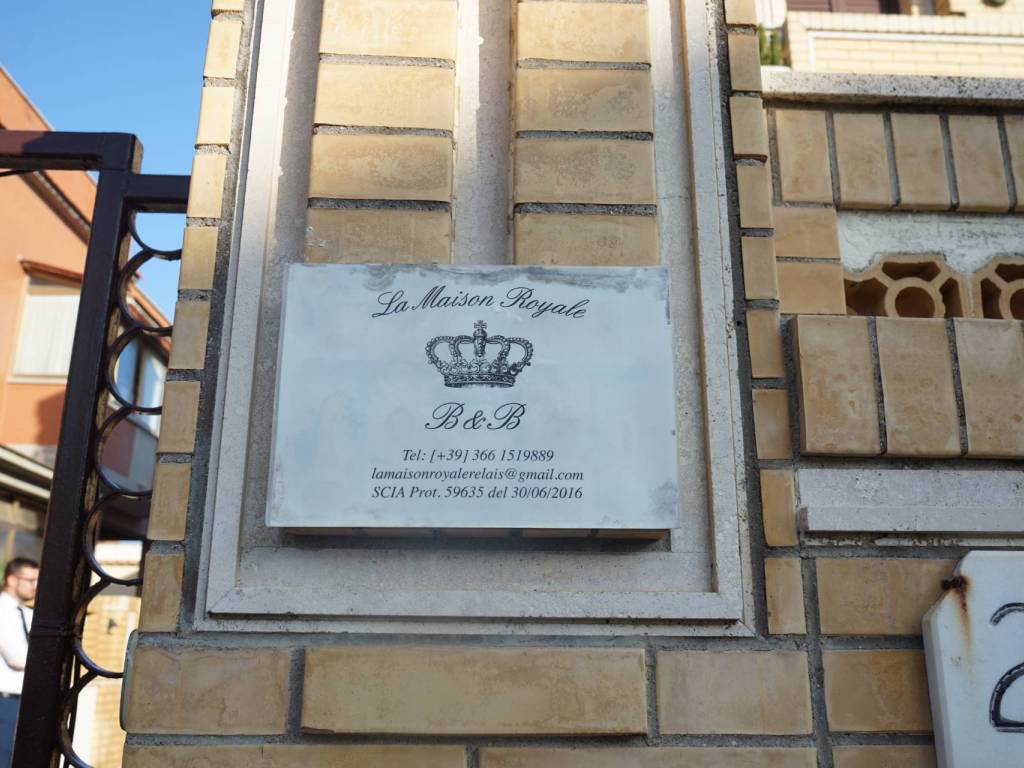 La Maison Royale
B & B
Tel: [+39] 366 1519889
lamaisonroyalerelais@gmail.com
SCIA Prot. 59635 del 30/06/2016